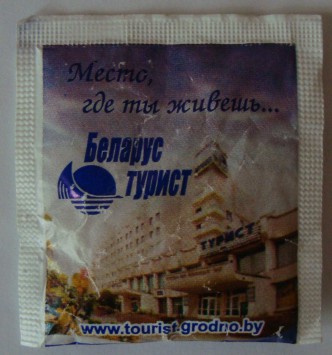 Место,
где ты живешь...
Беларус
турист
ТУРИСТ
www.tourist-grodno.by